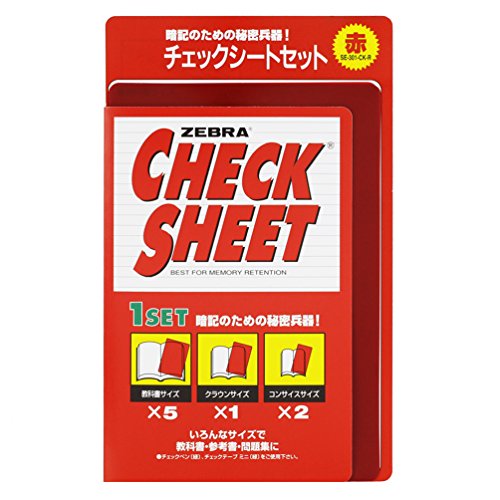 暗記のための秘密兵器!
チェックシートセット
赤
SE-301-CK-R
ZEBRA®
CHECK®
SHEET
BEST FOR MEMORY RETENTION
1SET 暗記のための秘密兵器!
教科書サイズ クラウンサイズ コンサイスサイズ
×5 ×1 ×2
いろんなサイズで
教科書・参考書・問題集に
●チェックペン(緑)、チェックテープ ミニ(緑)をご使用下さい。